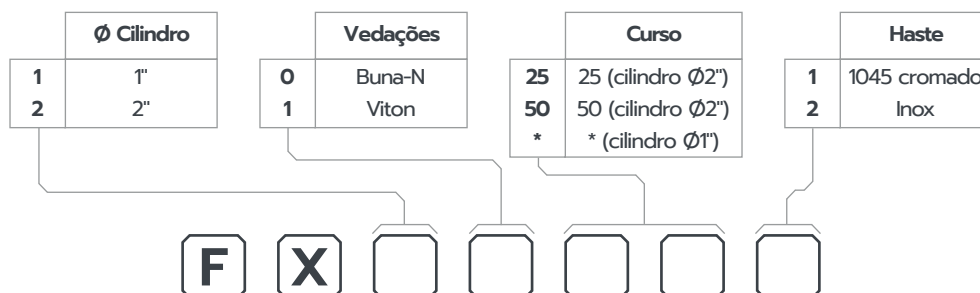 Ø Cilindro Vedações Curso Haste
1 1" 0 Buna-N 25 25 (cilindro Ø2") 1 1045 cromado
2 2" 1 Viton 50 50 (cilindro Ø2") 2 Inox
* * (cilindro Ø1")
F X